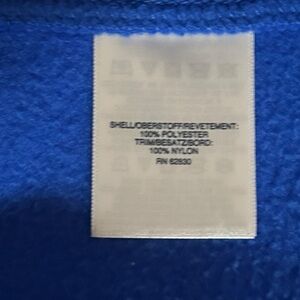 SHELL/OBERSTOFF/REVETEMENT:
100% POLYESTER
TRIM/BESATZ/BORD:
100% NYLON
RN 62830